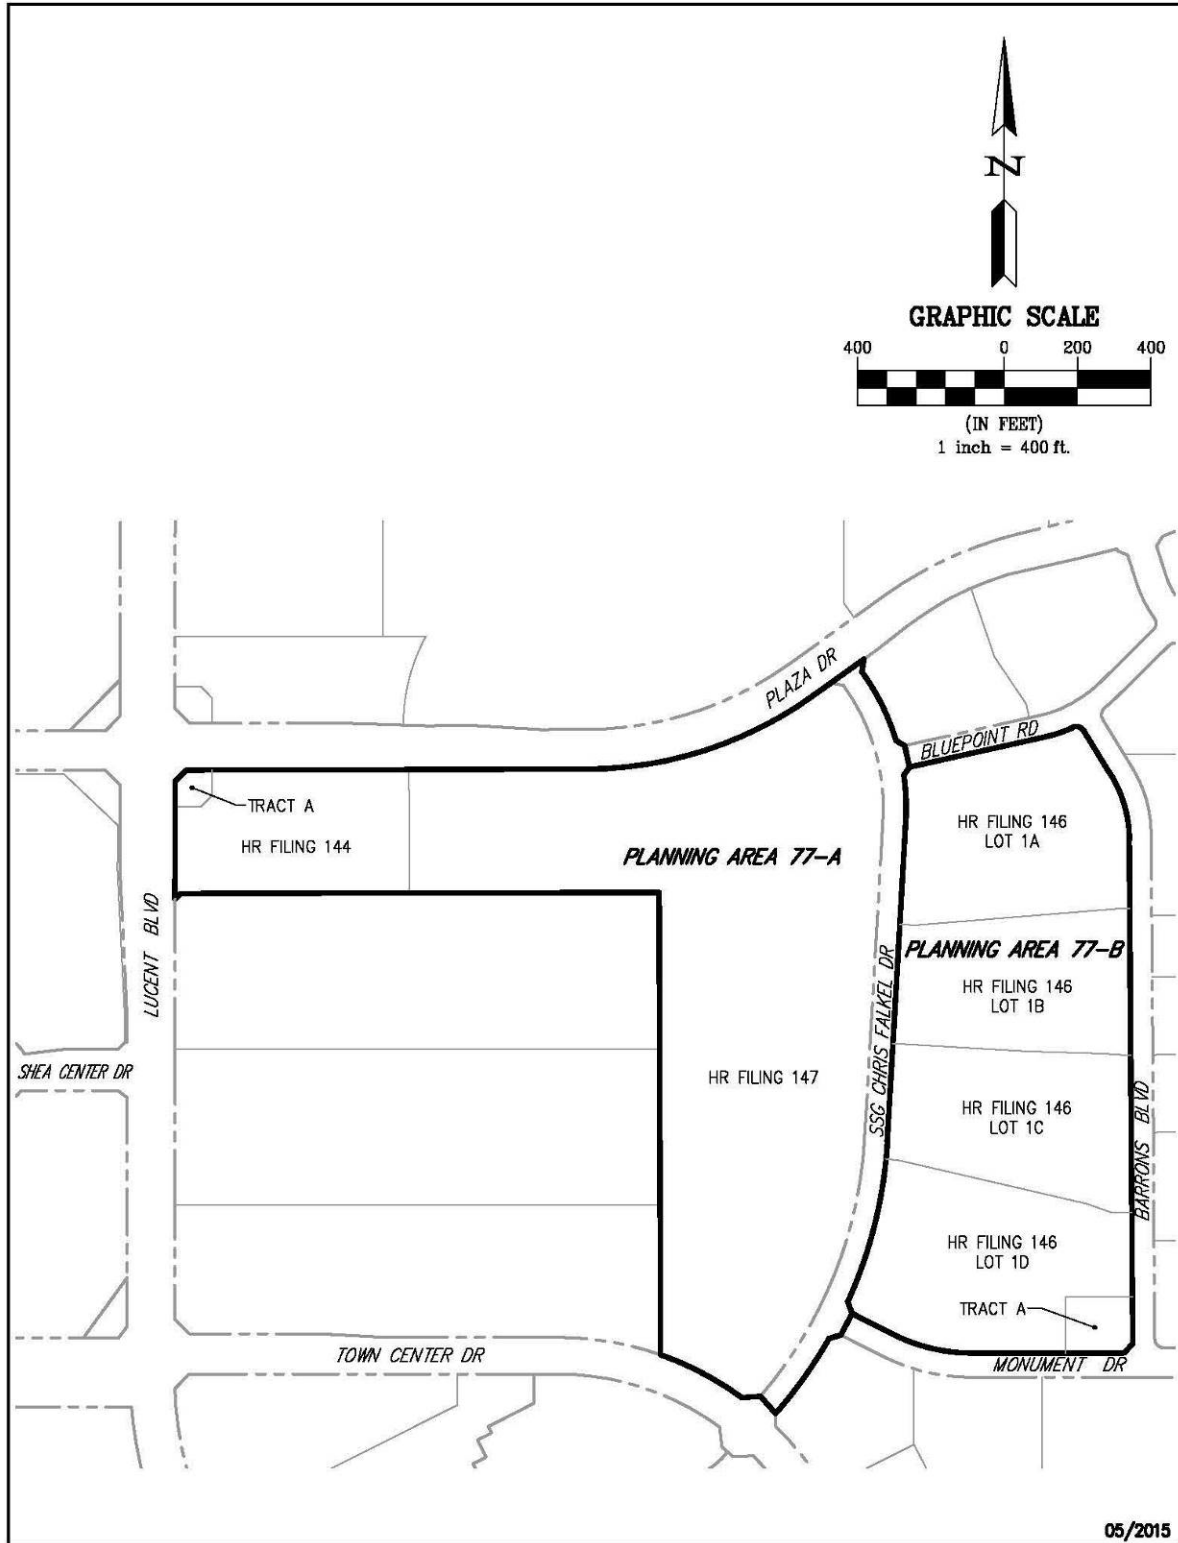 N
GRAPHIC SCALE
400 0 200 400
(IN FEET)
1 inch = 400 ft.
PLAZA DR
BLUEPOINT RD
TRACT A
HR FILING 144
PLANNING AREA 77-A
HR FILING 146
LOT 1A
LUCENT BLVD
PLANNING AREA 77-B
SSG CHRIS FALKEL DR
HR FILING 146
LOT 1B
SHEA CENTER DR
HR FILING 147
HR FILING 146
LOT 1C
BARRONS BLVD
HR FILING 146
LOT 1D
TRACT A
TOWN CENTER DR
MONUMENT DR
05/2015